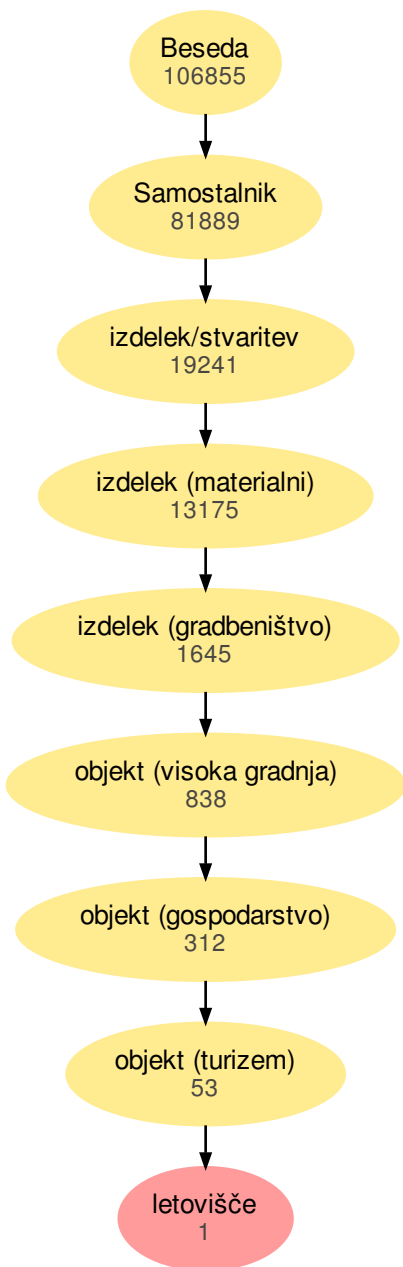 Beseda
106855
Samostalnik
81889
izdelek/stvaritev
19241
izdelek (materialni)
13175
izdelek (gradbeništvo)
1645
objekt (visoka gradnja)
838
objekt (gospodarstvo)
312
objekt (turizem)
53
letovišče
1